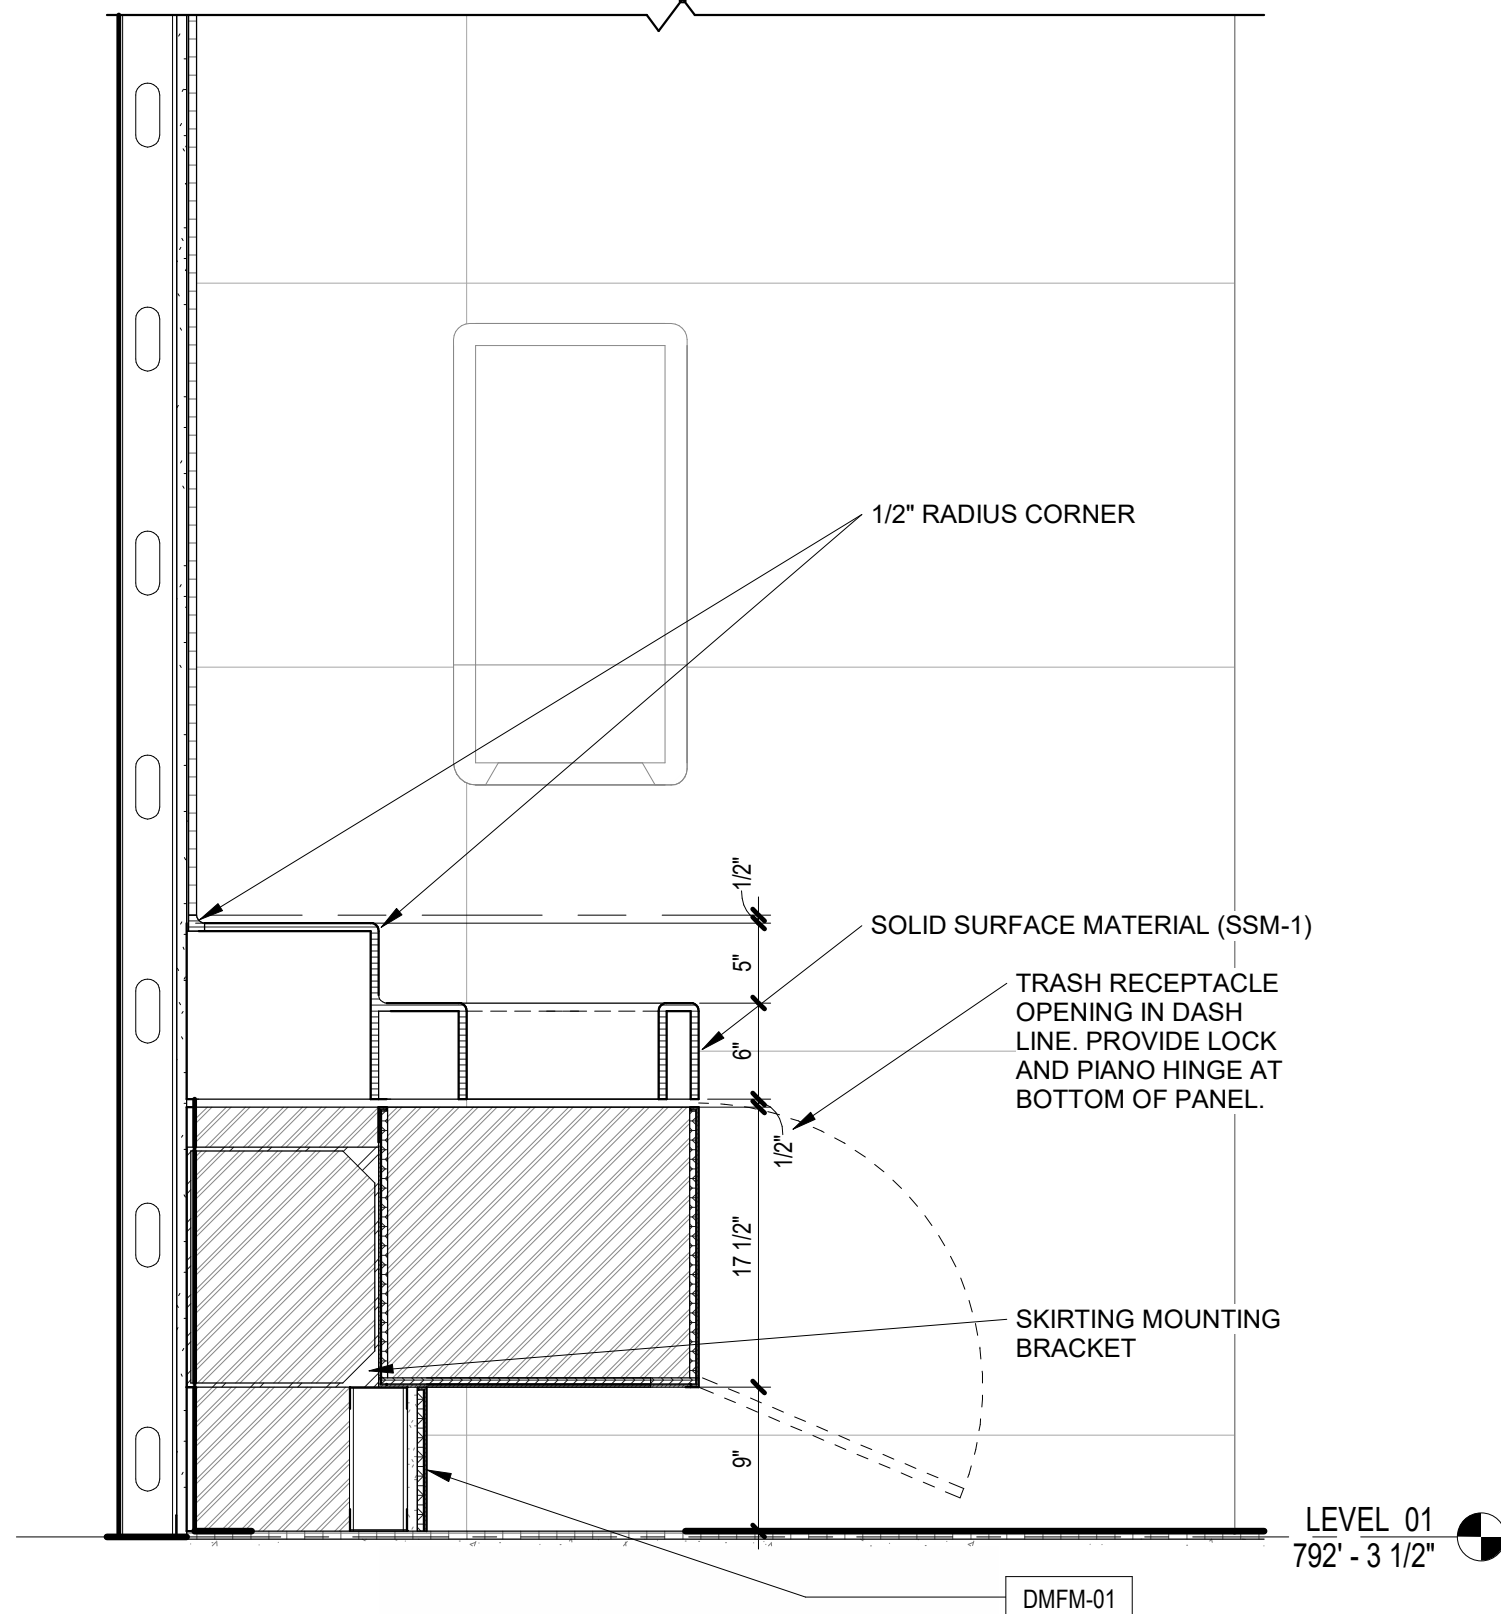 1/2" RADIUS CORNER
1/2"
SOLID SURFACE MATERIAL (SSM-1)
5"
TRASH RECEPTACLE
OPENING IN DASH
LINE. PROVIDE LOCK
AND PIANO HINGE AT
BOTTOM OF PANEL.
6"
1/2"
17 1/2"
SKIRTING MOUNTING
BRACKET
9"
LEVEL 01
792' - 3 1/2"
DMFM-01